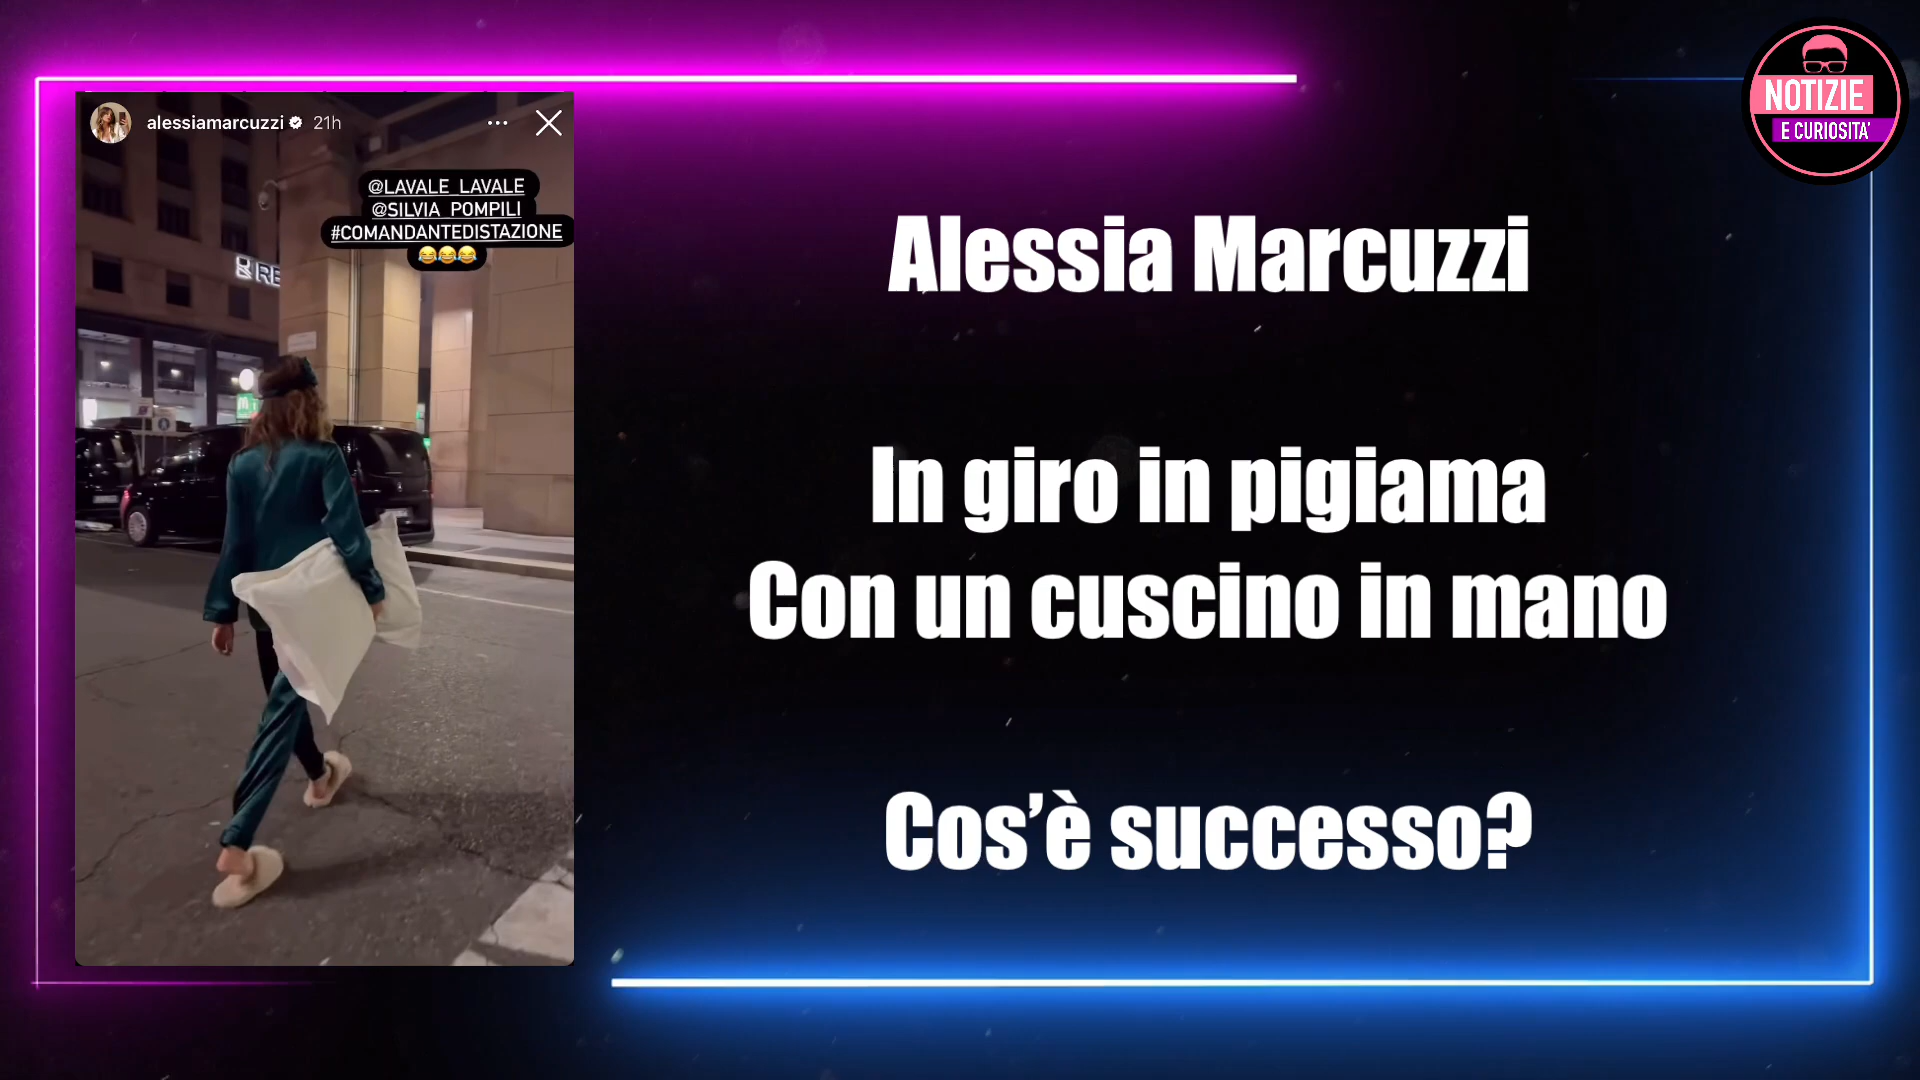 alessiamarcuzzi 21h
@LAVALE_LAVALE
@SILVIA_POMPILI
#COMANDANTEDISTAZIONE
😂😂😂
RE
M
NOTIZIE
E CURIOSITA'
Alessia Marcuzzi
In giro in pigiama
Con un cuscino in mano
Cos’è successo?